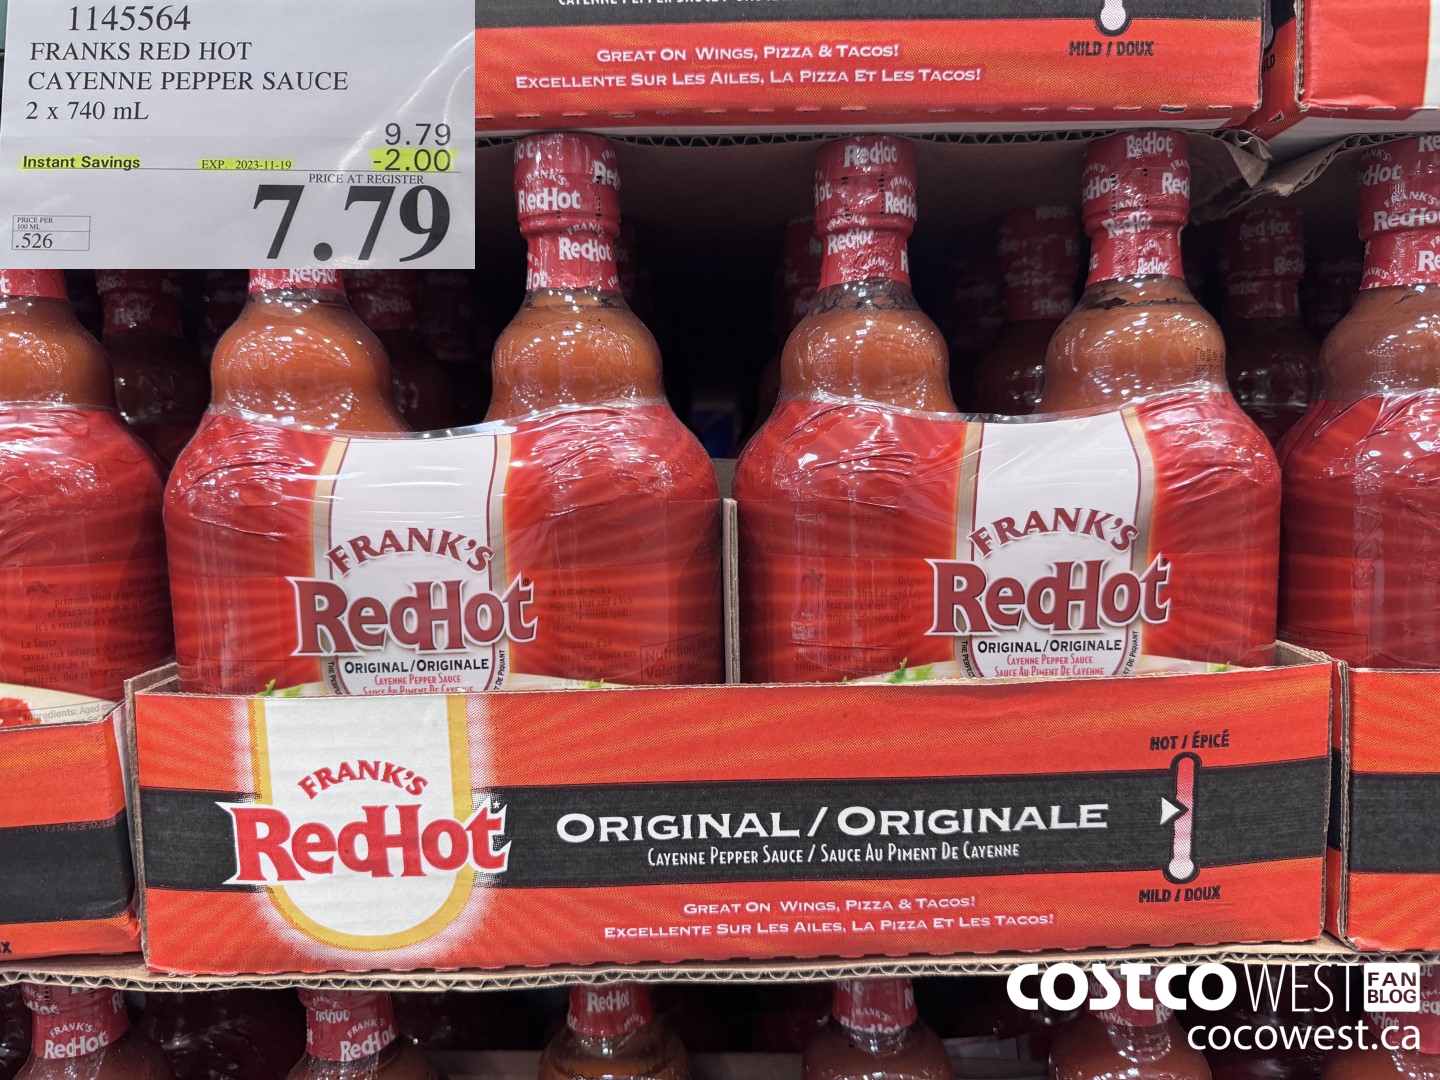 1145564
FRANKS RED HOT
CAYENNE PEPPER SAUCE
2 x 740 mL
9.79
Instant Savings EXP. 2023-11-19 -2.00
PRICE AT REGISTER
7.79
PRICE PER
100 ML
.526
GREAT ON WINGS, PIZZA & TACOS!
EXCELLENTE SUR LES AILES, LA PIZZA ET LES TACOS!
MILD / DOUX
FRANK'S
RedHot
ORIGINAL/ORIGINALE
CAYENNE PEPPER SAUCE
SAUCE AU PIMENT DE CAYENNE
FRANK'S
RedHot
ORIGINAL/ORIGINALE
CAYENNE PEPPER SAUCE
SAUCE AU PIMENT DE CAYENNE
FRANK'S
RedHot
ORIGINAL / ORIGINALE
CAYENNE PEPPER SAUCE / SAUCE AU PIMENT DE CAYENNE
HOT / ÉPICÉ
MILD / DOUX
GREAT ON WINGS, PIZZA & TACOS!
EXCELLENTE SUR LES AILES, LA PIZZA ET LES TACOS!
COSTCO WEST FAN BLOG
cocowest.ca